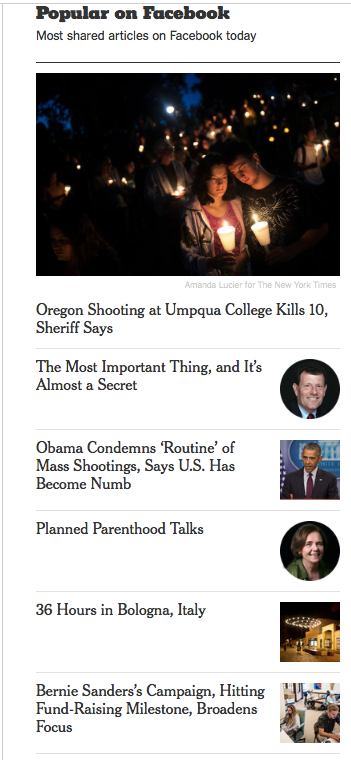 Popular on Facebook
Most shared articles on Facebook today
Amanda Lucier for The New York Times
Oregon Shooting at Umpqua College Kills 10,
Sheriff Says
The Most Important Thing, and It’s
Almost a Secret
Obama Condemns ‘Routine’ of
Mass Shootings, Says U.S. Has
Become Numb
Planned Parenthood Talks
36 Hours in Bologna, Italy
Bernie Sanders’s Campaign, Hitting
Fund-Raising Milestone, Broadens
Focus